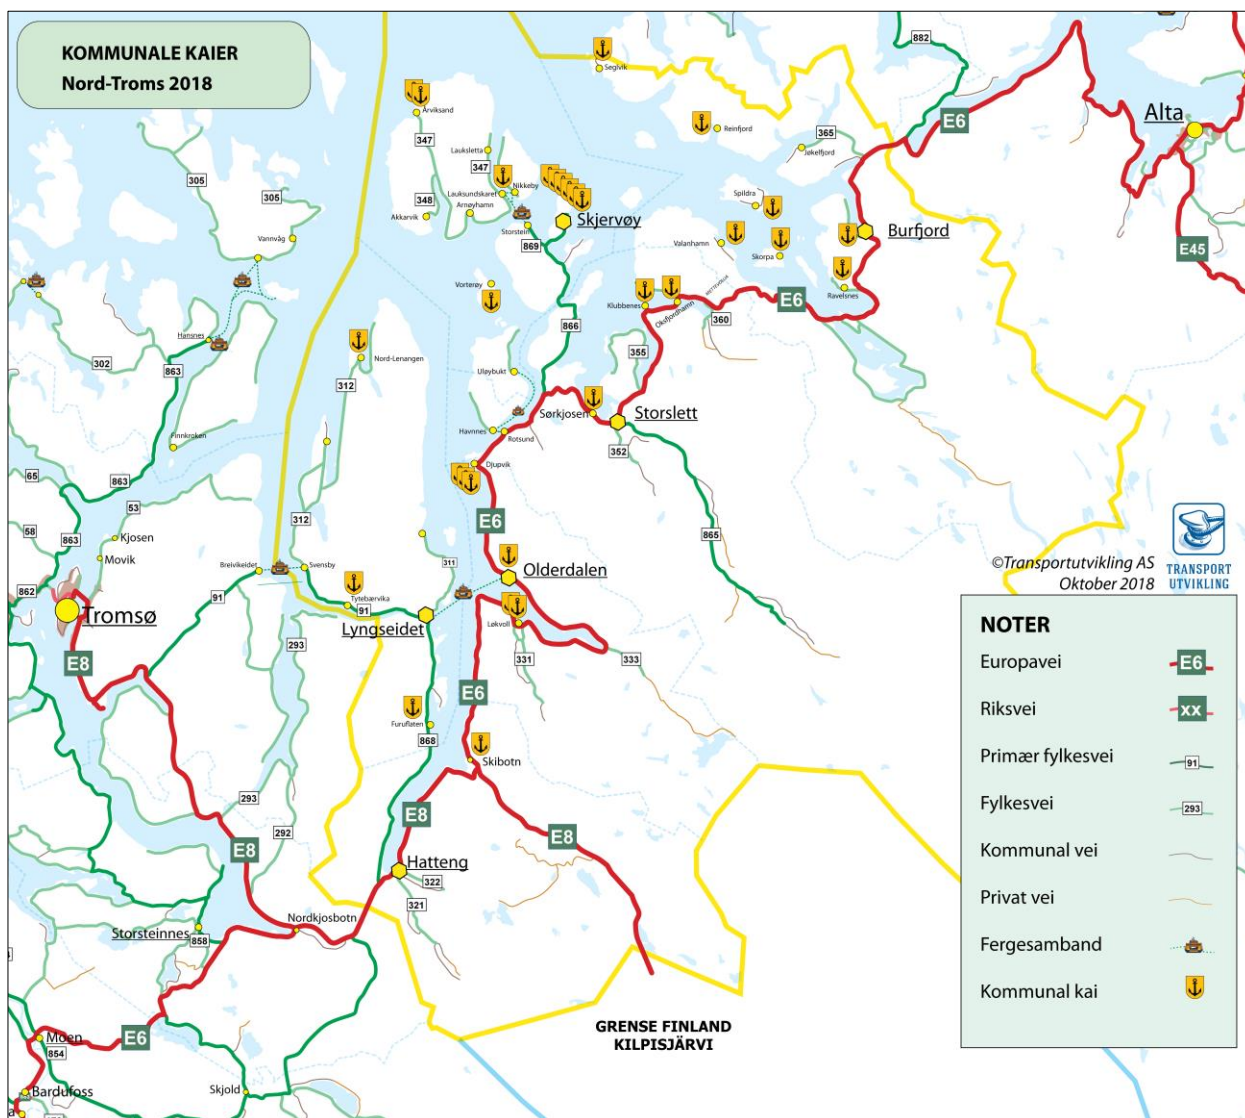 KOMMUNALE KAIER
Nord-Troms 2018
882
Seglvik
E6
Alta
Årviksand
347
Reinfjord
365
Jøkelfjord
Lauksletta
347
305
305
348
Lauksundskaret
Nikkeby
Spildra
Akkarvik
Arnøyhamn
Storstein
Skjervøy
Burfjord
Vannvåg
869
Valanhamn
Skorpa
E45
Vorterøy
Klubbenes
Oksfjordhamn
E6
Ravelsnes
360
866
Hansnes
302
863
Nord-Lenangen
355
Uløybukt
312
Sørkjosen
Storslett
Finnkroken
Havnnes
Rotsund
352
65
863
Djupvik
53
312
E6
58
863
Kjosen
865
Movik
Breivikeidet
Svensby
311
Olderdalen
©Transportutvikling AS
Oktober 2018
TRANSPORT
UTVIKLING
862
91
Tytebærvika
91
Tromsø
Lyngseidet
Løkvoll
E8
293
331
333
E6
Furuflaten
868
Skibotn
293
292
E8
E8
E8
Hatteng
322
321
Storsteinnes
858
Nordkjosbotn
E6
Moen
854
Bardufoss
Skjold
GRENSE FINLAND
KILPISJÄRVI
NOTER
Europavei
E6
Riksvei
xx
Primær fylkesvei
91
Fylkesvei
293
Kommunal vei
Privat vei
Fergesamband
Kommunal kai